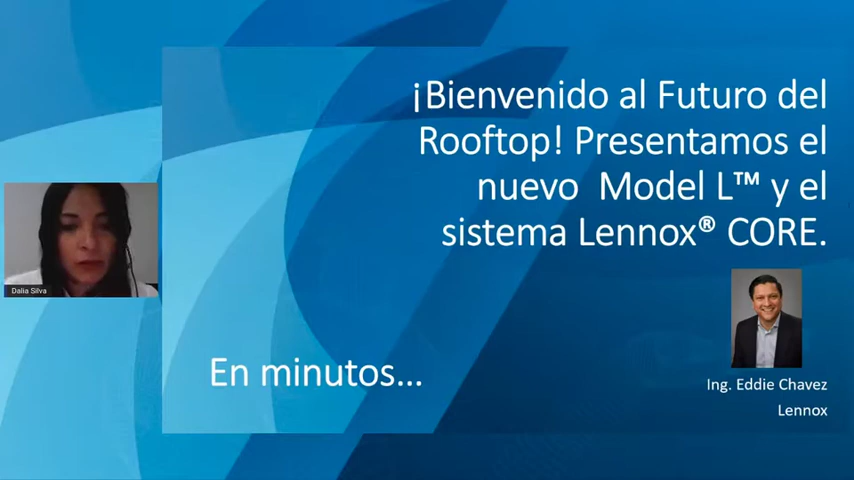 ¡Bienvenido al Futuro del
Rooftop! Presentamos el
nuevo  Model L™ y el
sistema Lennox® CORE.
Dalia Silva
En minutos...
Ing. Eddie Chavez
Lennox